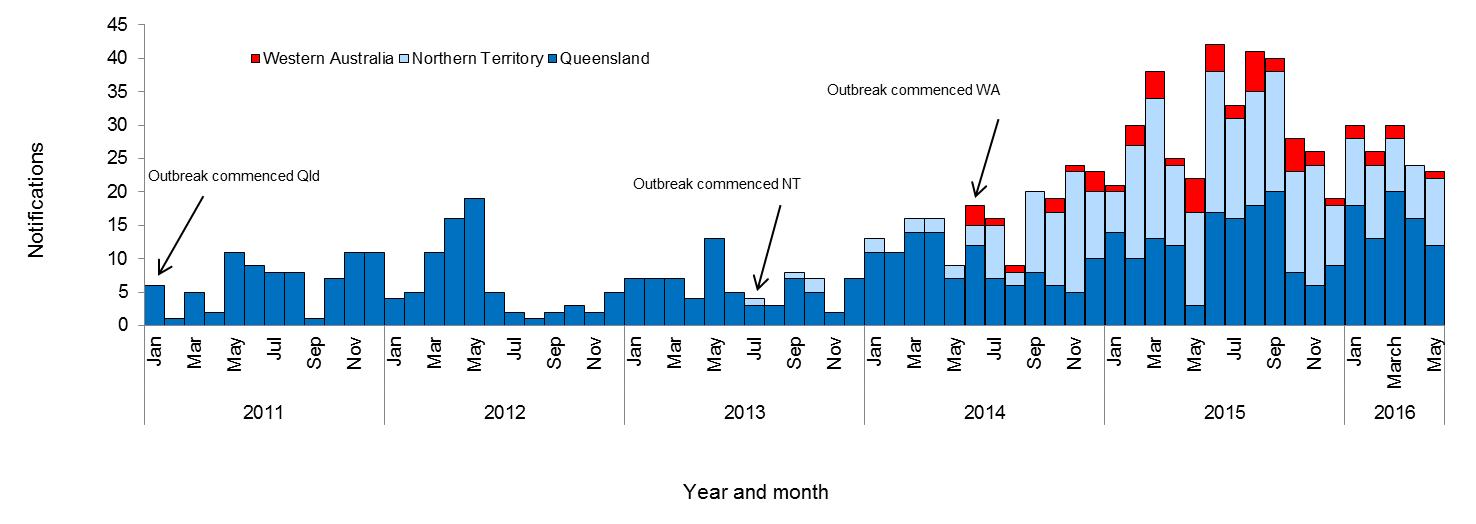 45
40
35
30
25
20
15
10
5
0
Notifications
Western Australia Northern Territory Queensland
Outbreak commenced Qld
Outbreak commenced NT
Outbreak commenced WA
Jan Mar May Jul Sep Nov Jan Mar May Jul Sep Nov Jan Mar May Jul Sep Nov Jan Mar May Jul Sep Nov Jan Mar May Jul Sep Nov Jan March May
2011 2012 2013 2014 2015 2016
Year and month